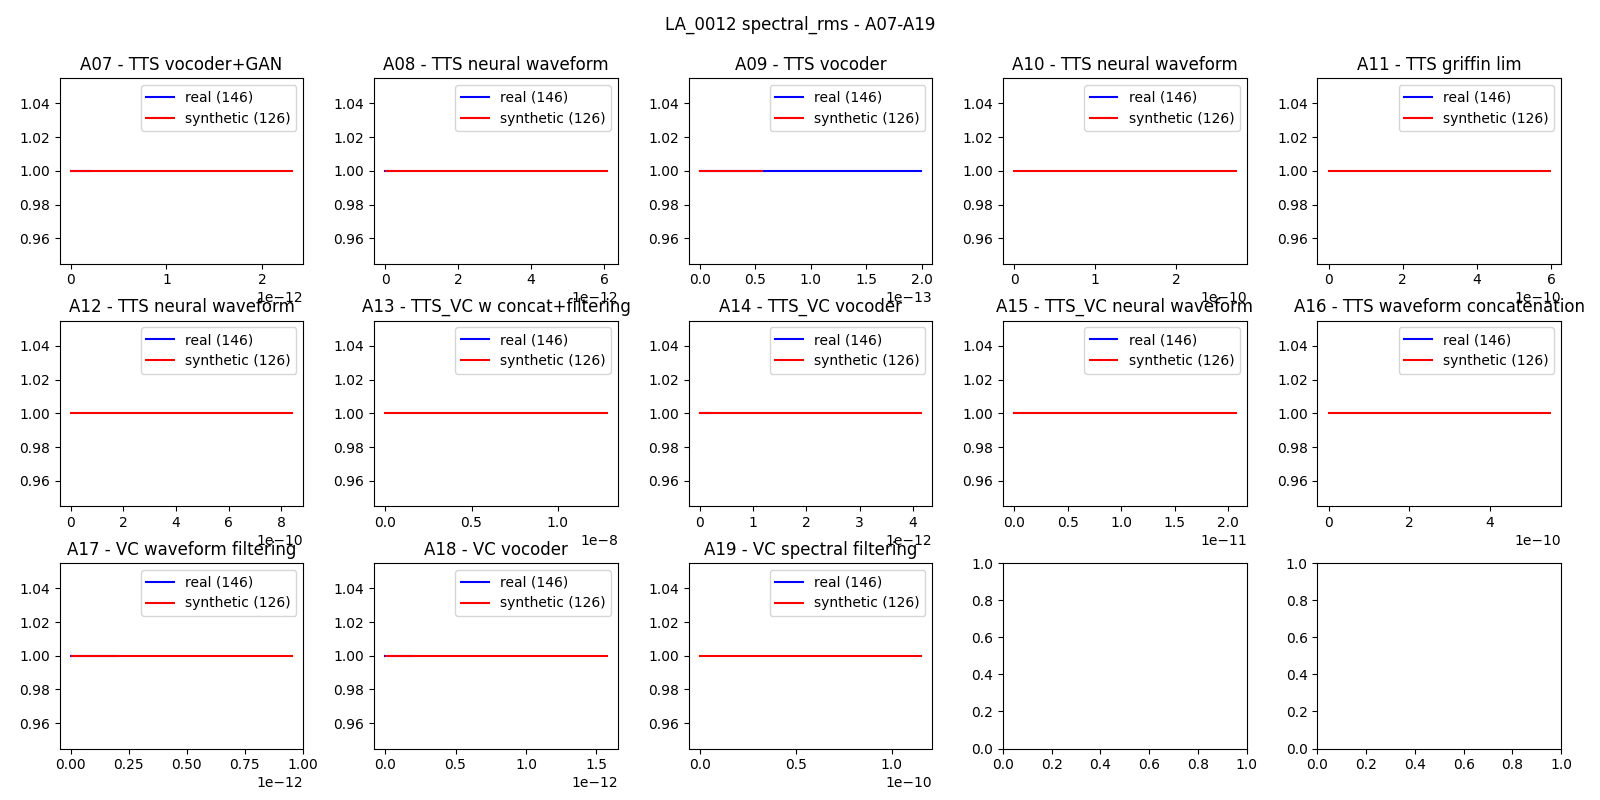 LA_0012 spectral_rms - A07-A19
A07 - TTS vocoder+GAN
real (146)
synthetic (126)
1.04
1.02
1.00
0.98
0.96
0 1 2
1e−12
A08 - TTS neural waveform
real (146)
synthetic (126)
1.04
1.02
1.00
0.98
0.96
0 2 4 6
1e−12
A09 - TTS vocoder
real (146)
synthetic (126)
1.04
1.02
1.00
0.98
0.96
0.0 0.5 1.0 1.5 2.0
1e−13
A10 - TTS neural waveform
real (146)
synthetic (126)
1.04
1.02
1.00
0.98
0.96
0 1 2
1e−10
A11 - TTS griffin lim
real (146)
synthetic (126)
1.04
1.02
1.00
0.98
0.96
0 2 4 6
1e−10
A12 - TTS neural waveform
real (146)
synthetic (126)
1.04
1.02
1.00
0.98
0.96
0 2 4 6 8
1e−10
A13 - TTS_VC w concat+filtering
real (146)
synthetic (126)
1.04
1.02
1.00
0.98
0.96
0.0 0.5 1.0
1e−8
A14 - TTS_VC vocoder
real (146)
synthetic (126)
1.04
1.02
1.00
0.98
0.96
0 1 2 3 4
1e−12
A15 - TTS_VC neural waveform
real (146)
synthetic (126)
1.04
1.02
1.00
0.98
0.96
0.0 0.5 1.0 1.5 2.0
1e−11
A16 - TTS waveform concatenation
real (146)
synthetic (126)
1.04
1.02
1.00
0.98
0.96
0 2 4
1e−10
A17 - VC waveform filtering
real (146)
synthetic (126)
1.04
1.02
1.00
0.98
0.96
0.00 0.25 0.50 0.75 1.00
1e−12
A18 - VC vocoder
real (146)
synthetic (126)
1.04
1.02
1.00
0.98
0.96
0.0 0.5 1.0 1.5
1e−12
A19 - VC spectral filtering
real (146)
synthetic (126)
1.04
1.02
1.00
0.98
0.96
0.0 0.5 1.0
1e−10
1.0
0.8
0.6
0.4
0.2
0.0
0.0 0.2 0.4 0.6 0.8 1.0
1.0
0.8
0.6
0.4
0.2
0.0
0.0 0.2 0.4 0.6 0.8 1.0